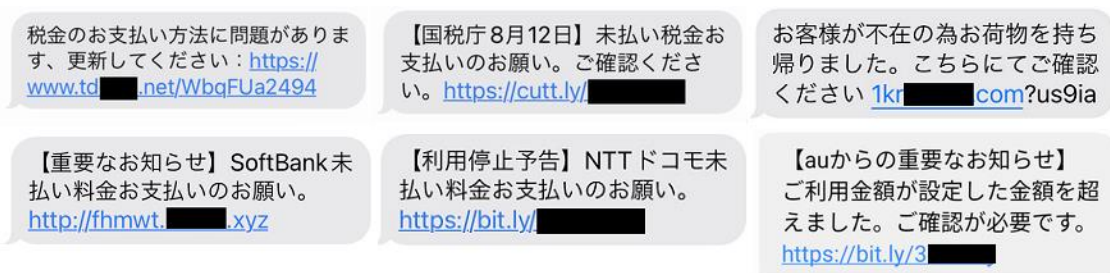 税金のお支払い方法に問題がありま
す、更新してください：https://
www.td.net/WbqFUa2494
【国税庁8月12日】未払い税金お
支払いのお願い。ご確認くださ
い。https://cutt.ly/
お客様が不在の為お荷物を持ち
帰りました。こちらにてご確認
ください 1krcom?us9ia
【重要なお知らせ】SoftBank未
払い料金お支払いのお願い。
http://fhmwt..xyz
【利用停止予告】NTTドコモ未
払い料金お支払いのお願い。
https://bit.ly/
【auからの重要なお知らせ】
ご利用金額が設定した金額を超
えました。ご確認が必要です。
https://bit.ly/3